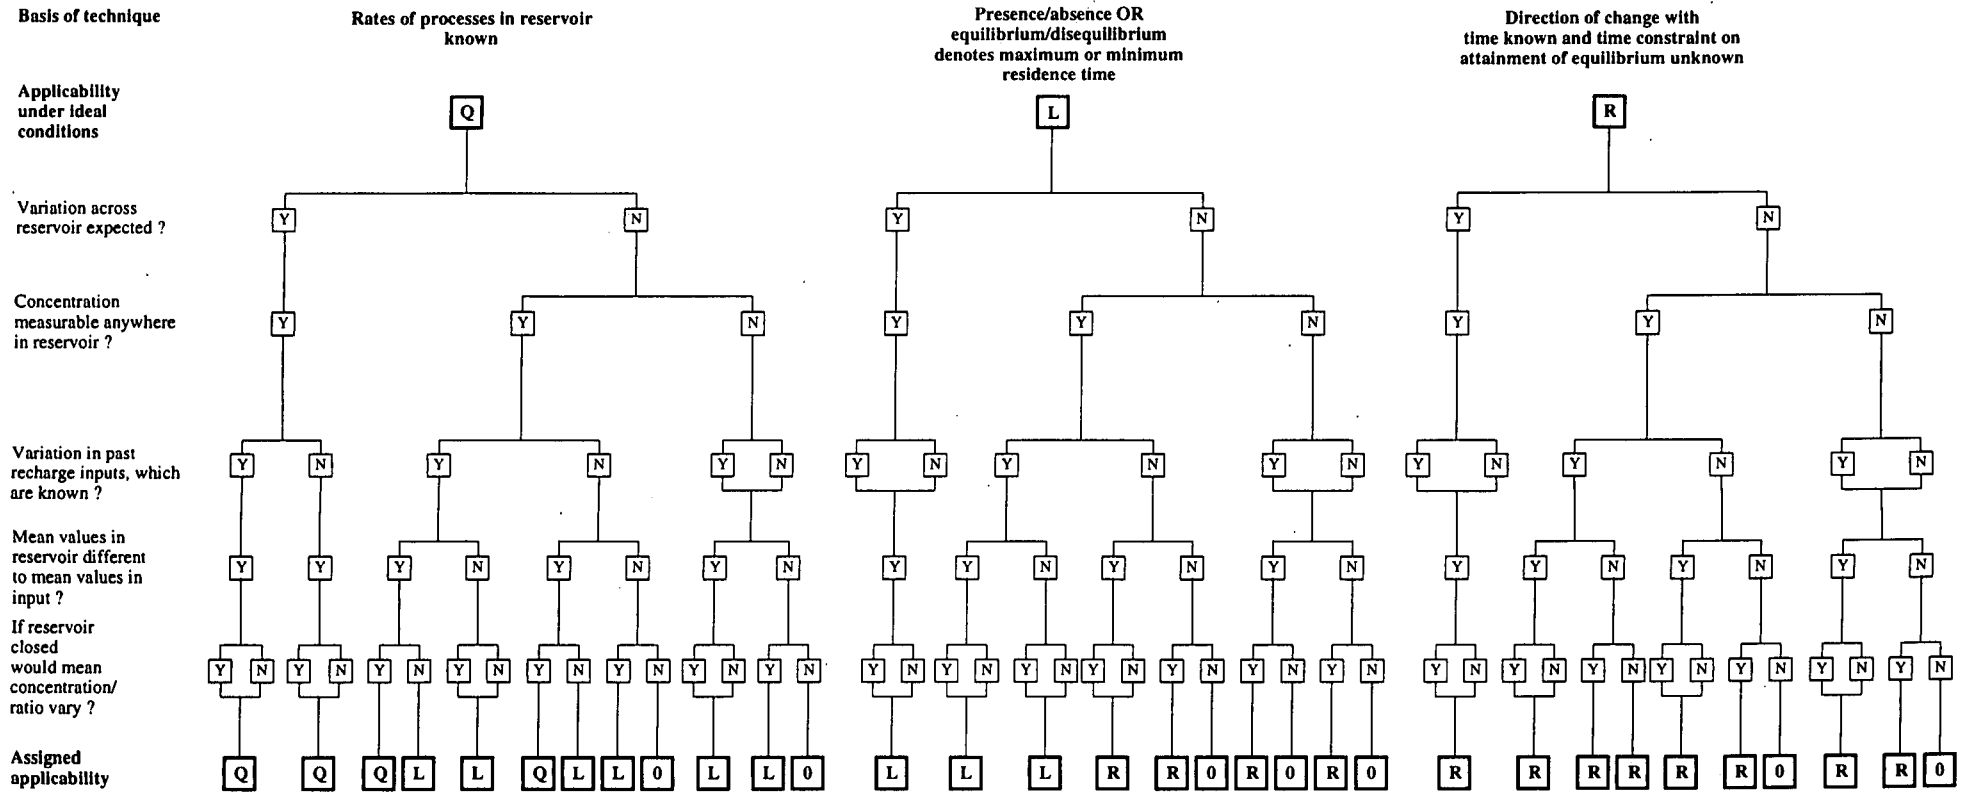 Basis of technique
Rates of processes in reservoir
known
Presence/absence OR
equilibrium/disequilibrium
denotes maximum or minimum
residence time
Direction of change with
time known and time constraint on
attainment of equilibrium unknown
Applicability
under ideal
conditions
Q L R
Variation across
reservoir expected ?
Y N Y N Y N
Concentration
measurable anywhere
in reservoir ?
Y Y N Y Y N Y Y N
Variation in past
recharge inputs, which
are known ?
Y N Y N Y N Y N Y N Y N Y N Y N Y N
Mean values in
reservoir different
to mean values in
input ?
Y Y Y N Y N Y N Y Y N Y N Y N Y Y N Y N Y N
If reservoir
closed
would mean
concentration/
ratio vary ?
Y N Y N Y N Y N Y N Y N Y N Y N Y N Y N Y N Y N Y N Y N Y N Y N Y N Y N Y N Y N Y N Y N
Assigned
applicability
Q Q Q L L Q L L 0 L L 0 L L L R R 0 R 0 R 0 R R R R R R 0 R R 0